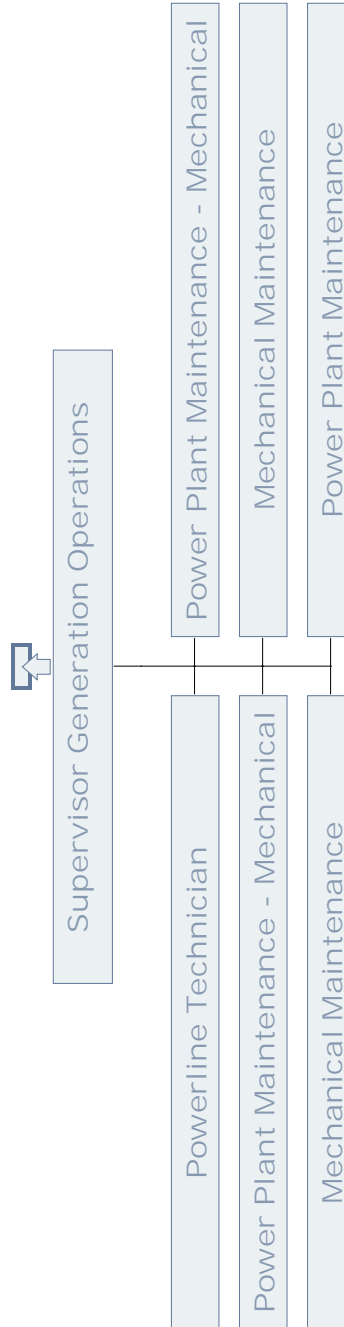 Supervisor Generation Operations
Powerline Technician
Power Plant Maintenance - Mechanical
Power Plant Maintenance - Mechanical
Mechanical Maintenance
Mechanical Maintenance
Power Plant Maintenance